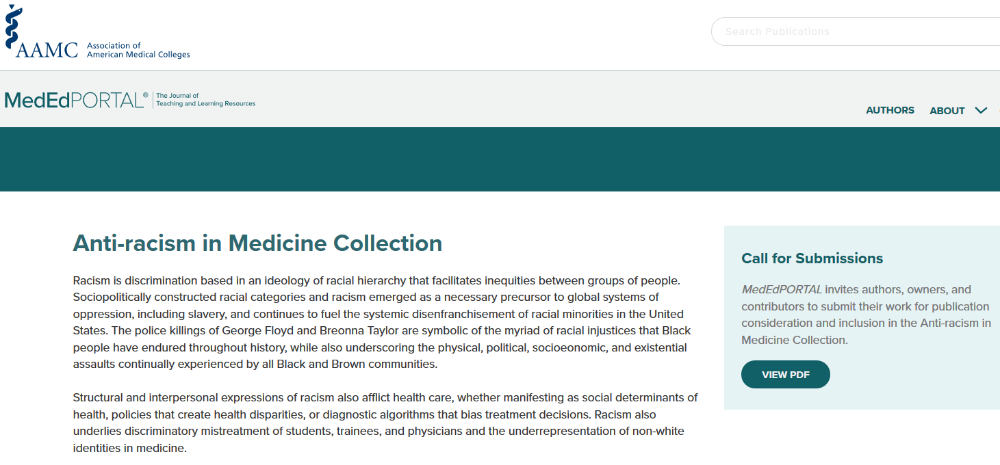 AAMC Association of
American Medical Colleges
Search Publications
MedEdPORTAL® The Journal of
Teaching and Learning Resources
AUTHORS ABOUT
Anti-racism in Medicine Collection
Racism is discrimination based in an ideology of racial hierarchy that facilitates inequities between groups of people.
Sociopolitically constructed racial categories and racism emerged as a necessary precursor to global systems of
oppression, including slavery, and continues to fuel the systemic disenfranchisement of racial minorities in the United
States. The police killings of George Floyd and Breonna Taylor are symbolic of the myriad of racial injustices that Black
people have endured throughout history, while also underscoring the physical, political, socioeonomic, and existential
assaults continually experienced by all Black and Brown communities.
Structural and interpersonal expressions of racism also afflict health care, whether manifesting as social determinants of
health, policies that create health disparities, or diagnostic algorithms that bias treatment decisions. Racism also
underlies discriminatory mistreatment of students, trainees, and physicians and the underrepresentation of non-white
identities in medicine.
Call for Submissions
MedEdPORTAL invites authors, owners, and
contributors to submit their work for publication
consideration and inclusion in the Anti-racism in
Medicine Collection.
VIEW PDF